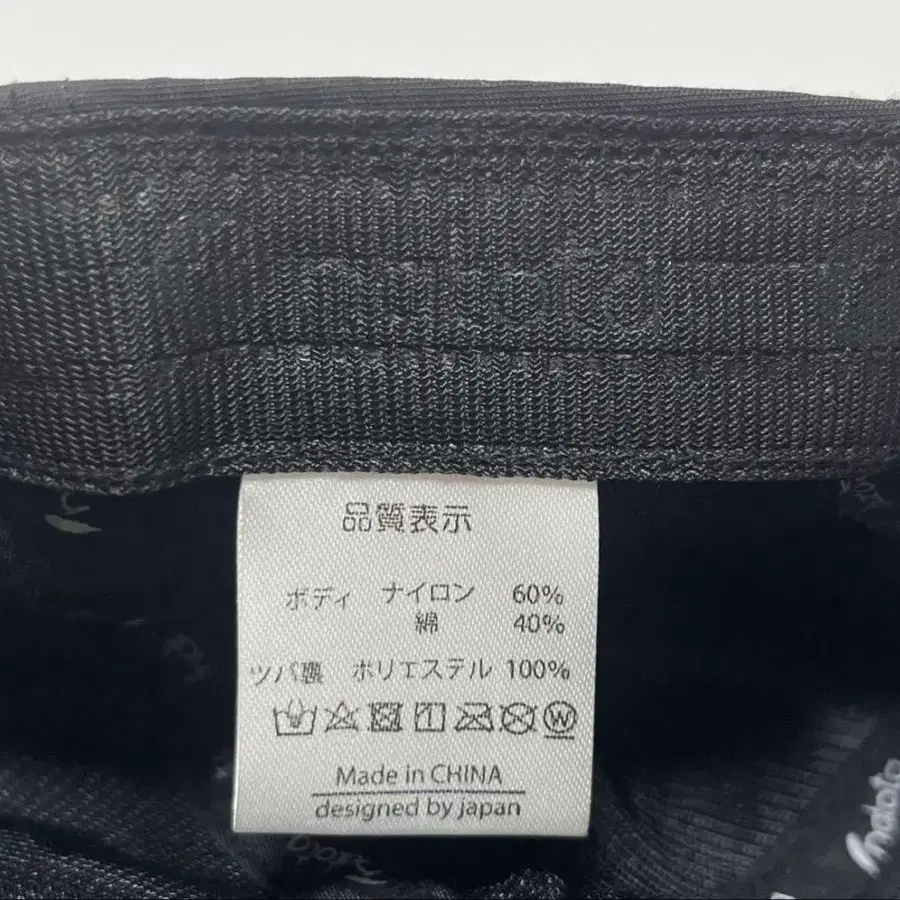 品質表示
ボディ ナイロン 60%
綿 40%
ツバ裏 ポリエステル 100%
W
Made in CHINA
designed by japan